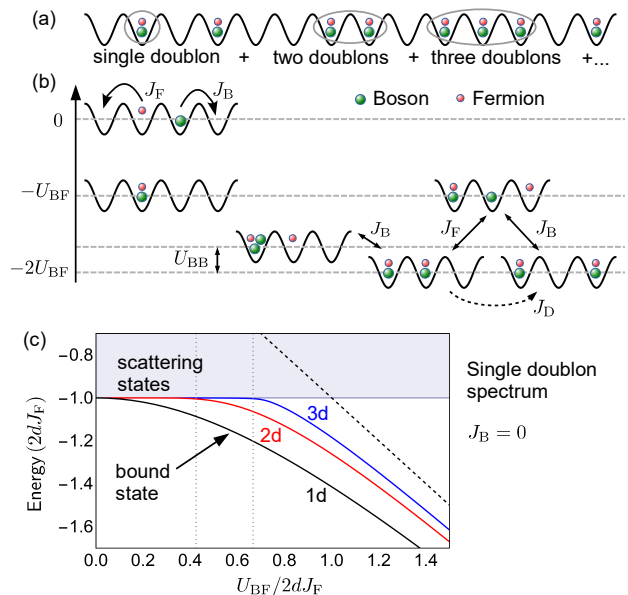 (a)
single doublon + two doublons + three doublons +...
(b)
J_F J_B Boson Fermion
0
−U_BF
J_B J_F J_B
U_BB
−2U_BF
J_D
(c)
−0.8
scattering states
−1.0
3d
2d
−1.2
bound state
1d
−1.4
−1.6
Energy (2dJ_F)
0.0 0.2 0.4 0.6 0.8 1.0 1.2 1.4
U_BF/2dJ_F
Single doublon
spectrum
J_B = 0